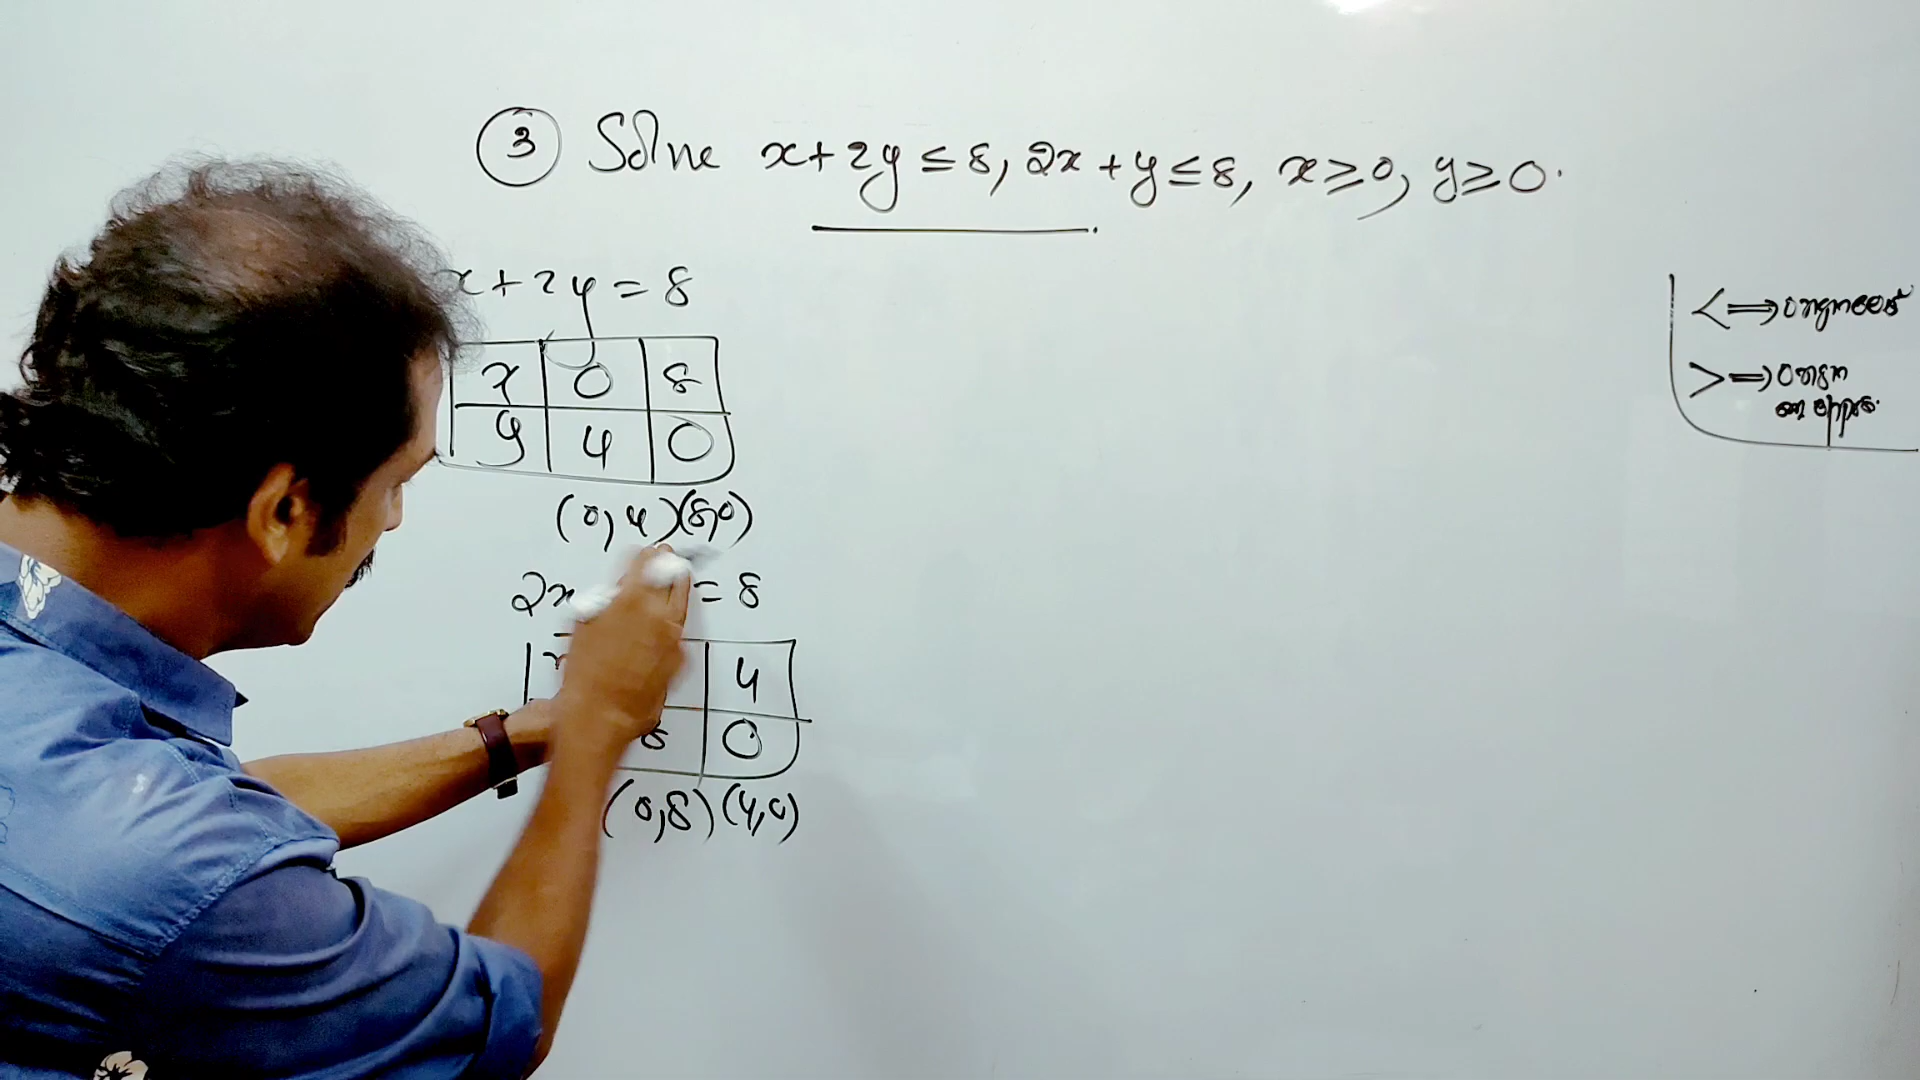 ③ Solve x+2y≤8, 2x+y≤8, x≥0, y≥0.
x+2y=8
x 0 8
y 4 0
(0,4)(8,0)
2x = 8
4
8 0
(0,8)(4,0)
< ⟹
> ⟹